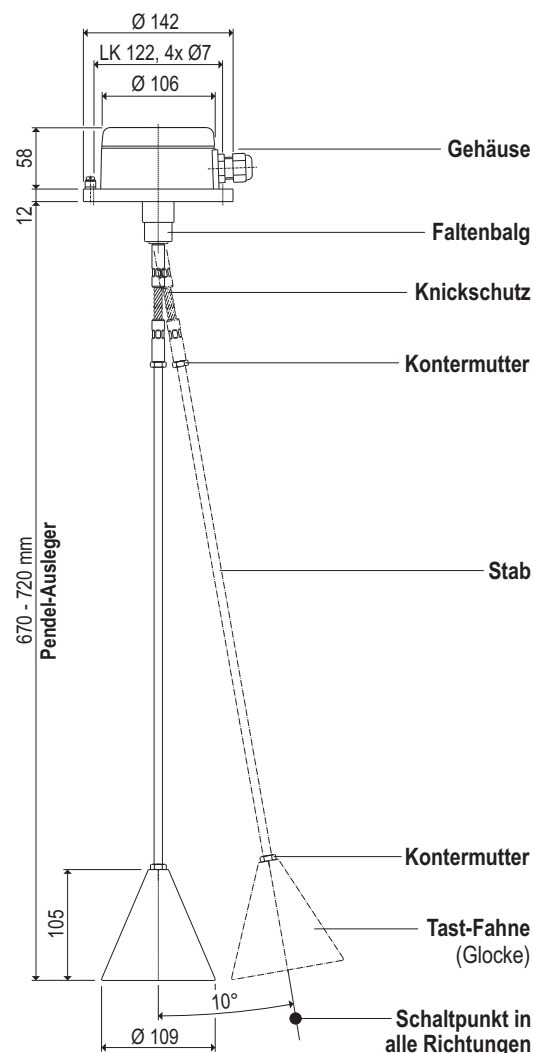 Ø 142
LK 122, 4x Ø7
Ø 106
58
Gehäuse
12
Faltenbalg
Knickschutz
Kontermutter
670 - 720 mm
Pendel-Ausleger
Stab
Kontermutter
105
Tast-Fahne
(Glocke)
10°
Schaltpunkt in
alle Richtungen
Ø 109